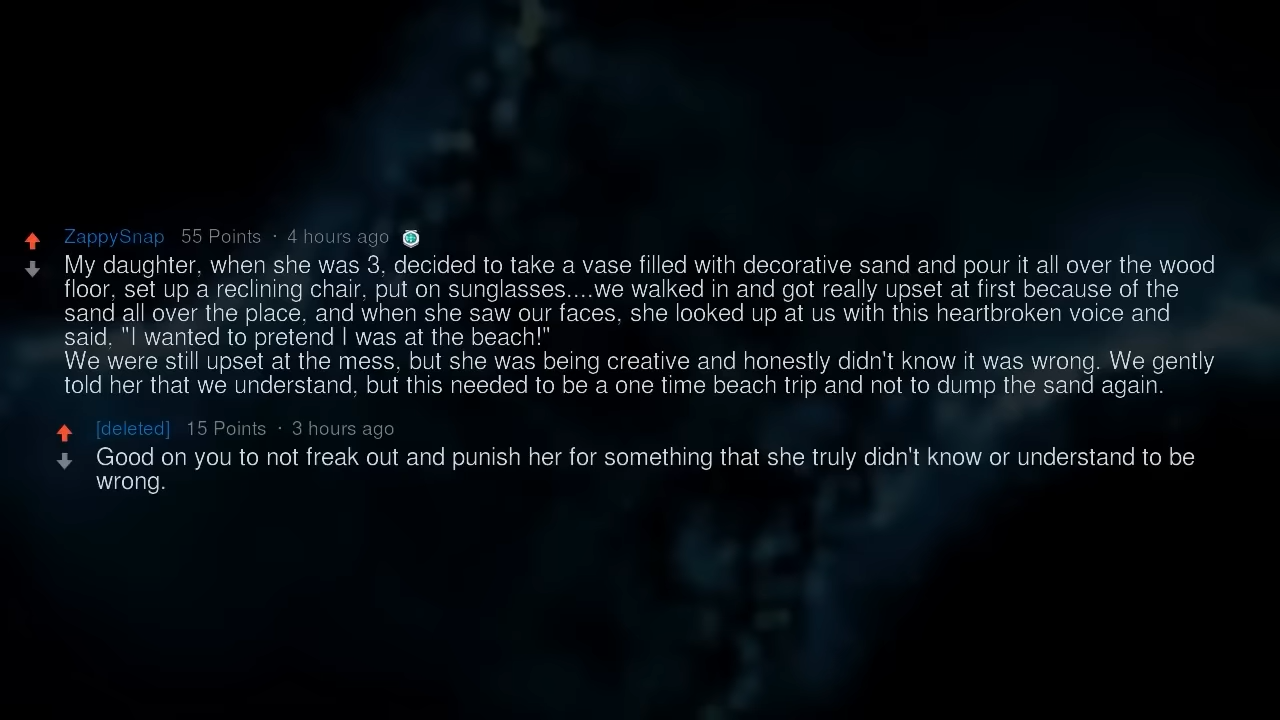 ZappySnap 55 Points · 4 hours ago
My daughter, when she was 3, decided to take a vase filled with decorative sand and pour it all over the wood
floor, set up a reclining chair, put on sunglasses....we walked in and got really upset at first because of the
sand all over the place, and when she saw our faces, she looked up at us with this heartbroken voice and
said, "I wanted to pretend I was at the beach!"
We were still upset at the mess, but she was being creative and honestly didn't know it was wrong. We gently
told her that we understand, but this needed to be a one time beach trip and not to dump the sand again.
[deleted] 15 Points · 3 hours ago
Good on you to not freak out and punish her for something that she truly didn't know or understand to be
wrong.